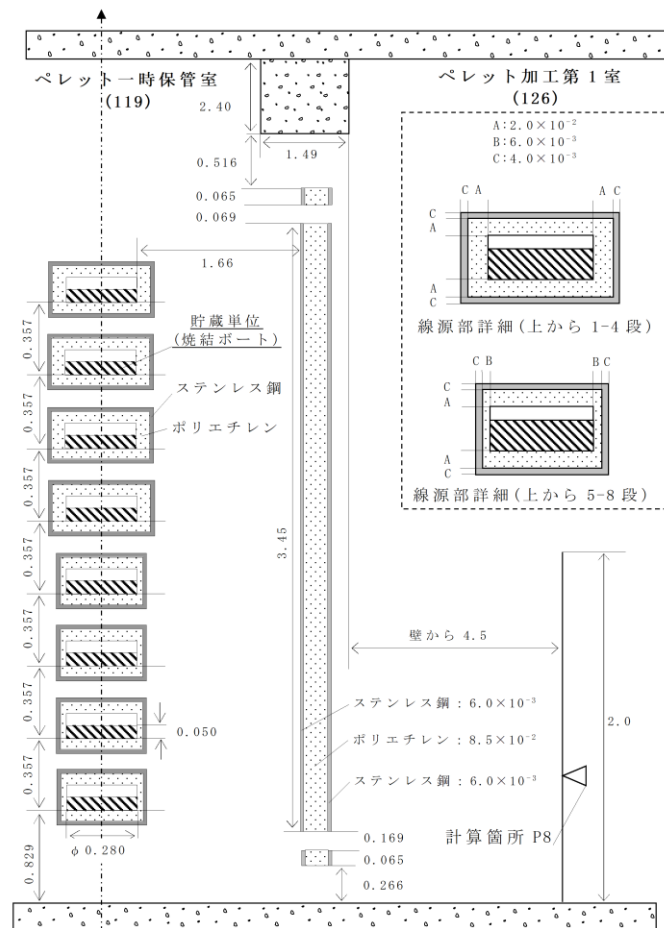 ペレット一時保管室
(119)
ペレット加工第1室
(126)
2.40
1.49
0.516
0.065
0.069
1.66
A:2.0×10⁻²
B:6.0×10⁻³
C:4.0×10⁻³
C A
A C
C
A
A
C
線源部詳細(上から 1-4 段)
C B
B C
C
A
A
C
線源部詳細(上から 5-8 段)
貯蔵単位
(焼結ボート)
ステンレス鋼
ポリエチレン
0.357
0.357
0.357
0.357
0.357
0.357
0.357
0.829
3.45
0.050
φ0.280
壁から 4.5
2.0
ステンレス鋼：6.0×10⁻³
ポリエチレン：8.5×10⁻²
ステンレス鋼：6.0×10⁻³
計算箇所 P8
0.169
0.065
0.266